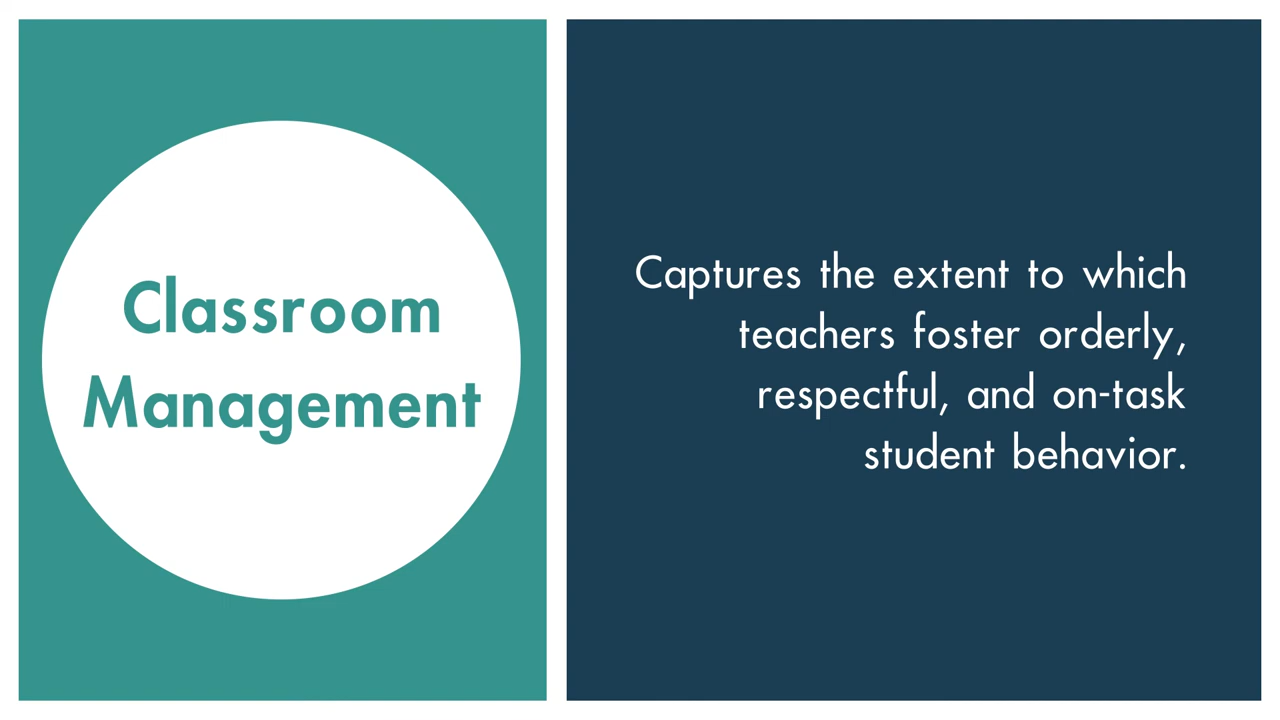 Classroom
Management
Captures the extent to which
teachers foster orderly,
respectful, and on-task
student behavior.